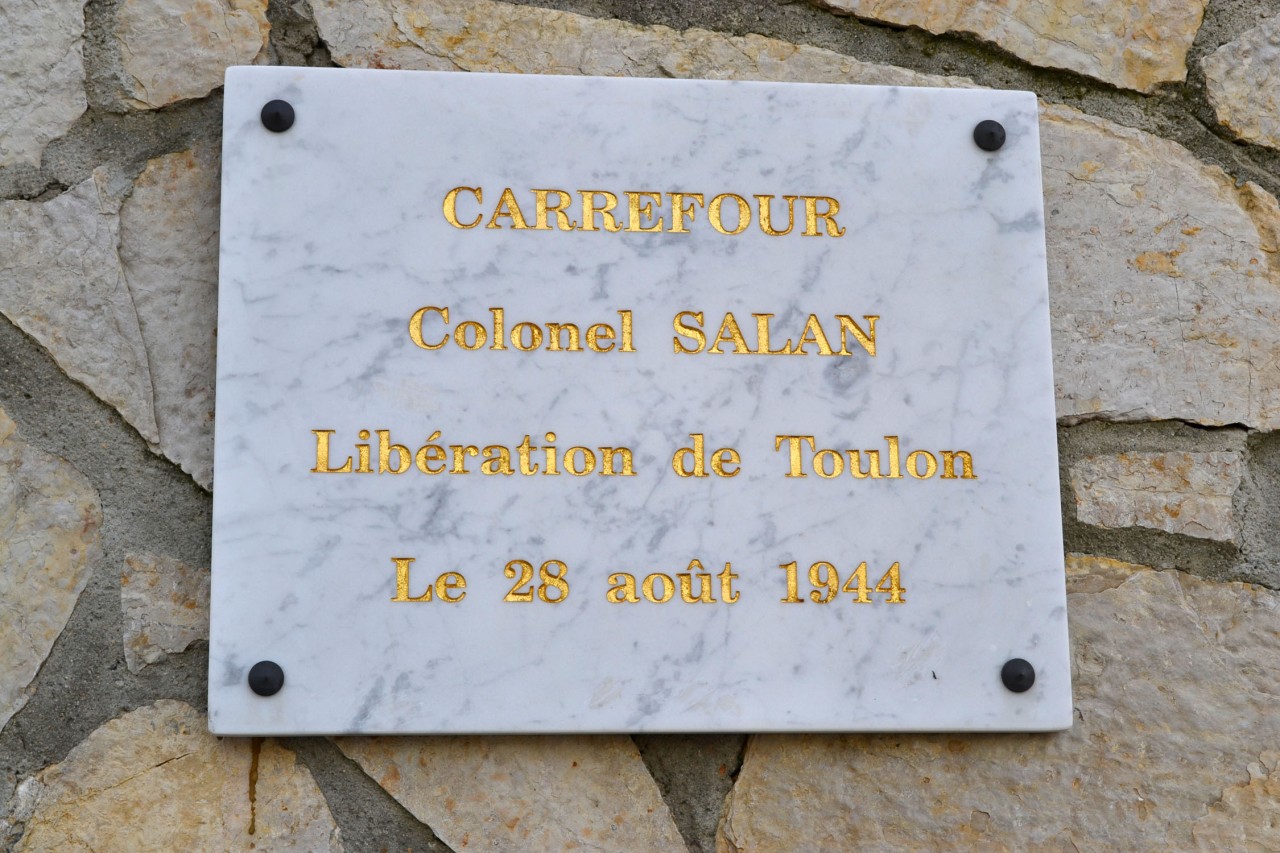 CARREFOUR
Colonel SALAN
Libération de Toulon
Le 28 août 1944